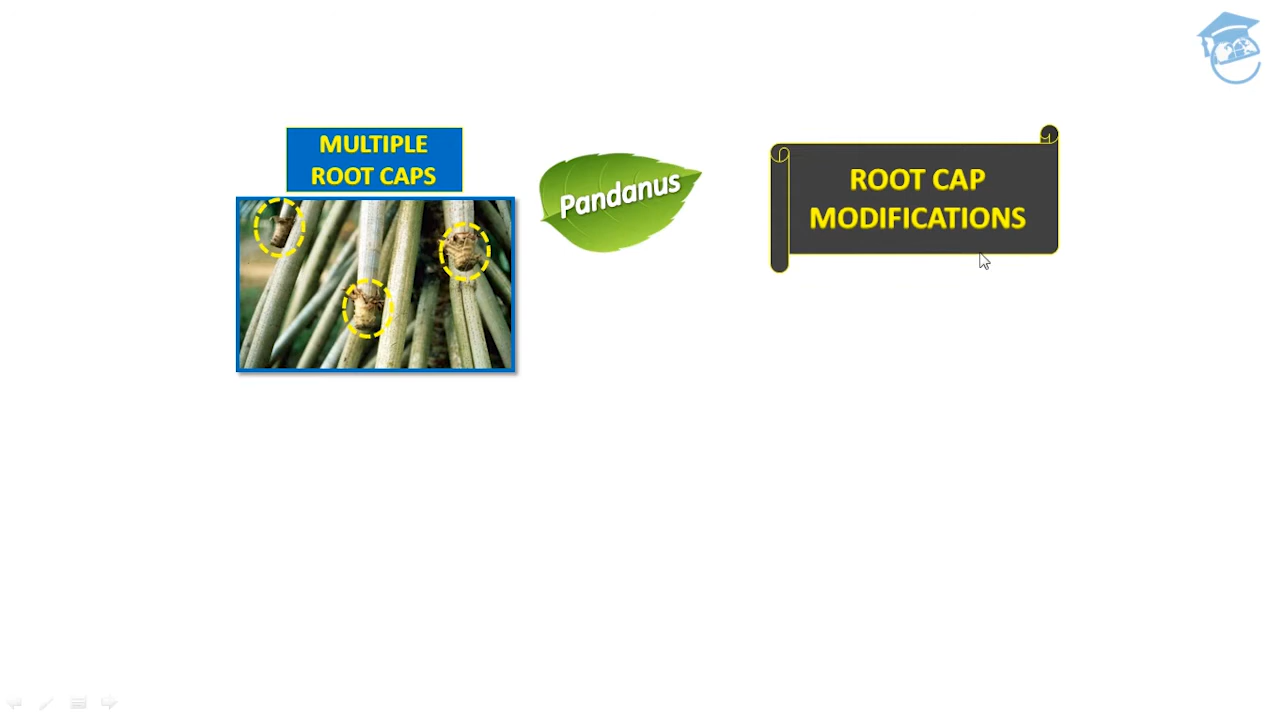 MULTIPLE
ROOT CAPS
Pandanus
ROOT CAP
MODIFICATIONS